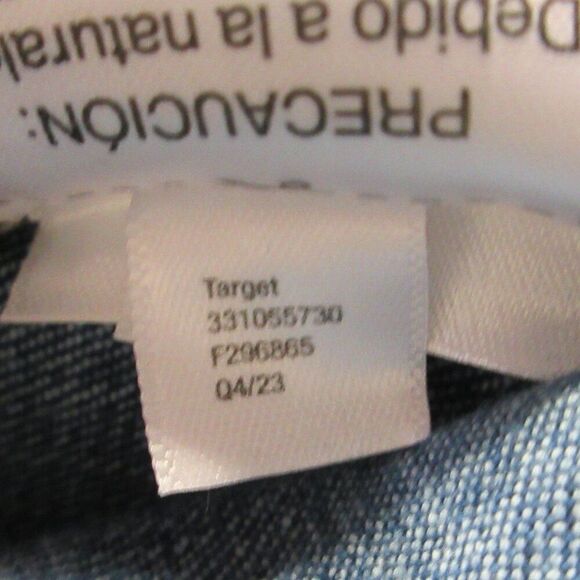 PRECAUCIÓN:
Debido a la natural
Target
331055730
F296865
Q4/23